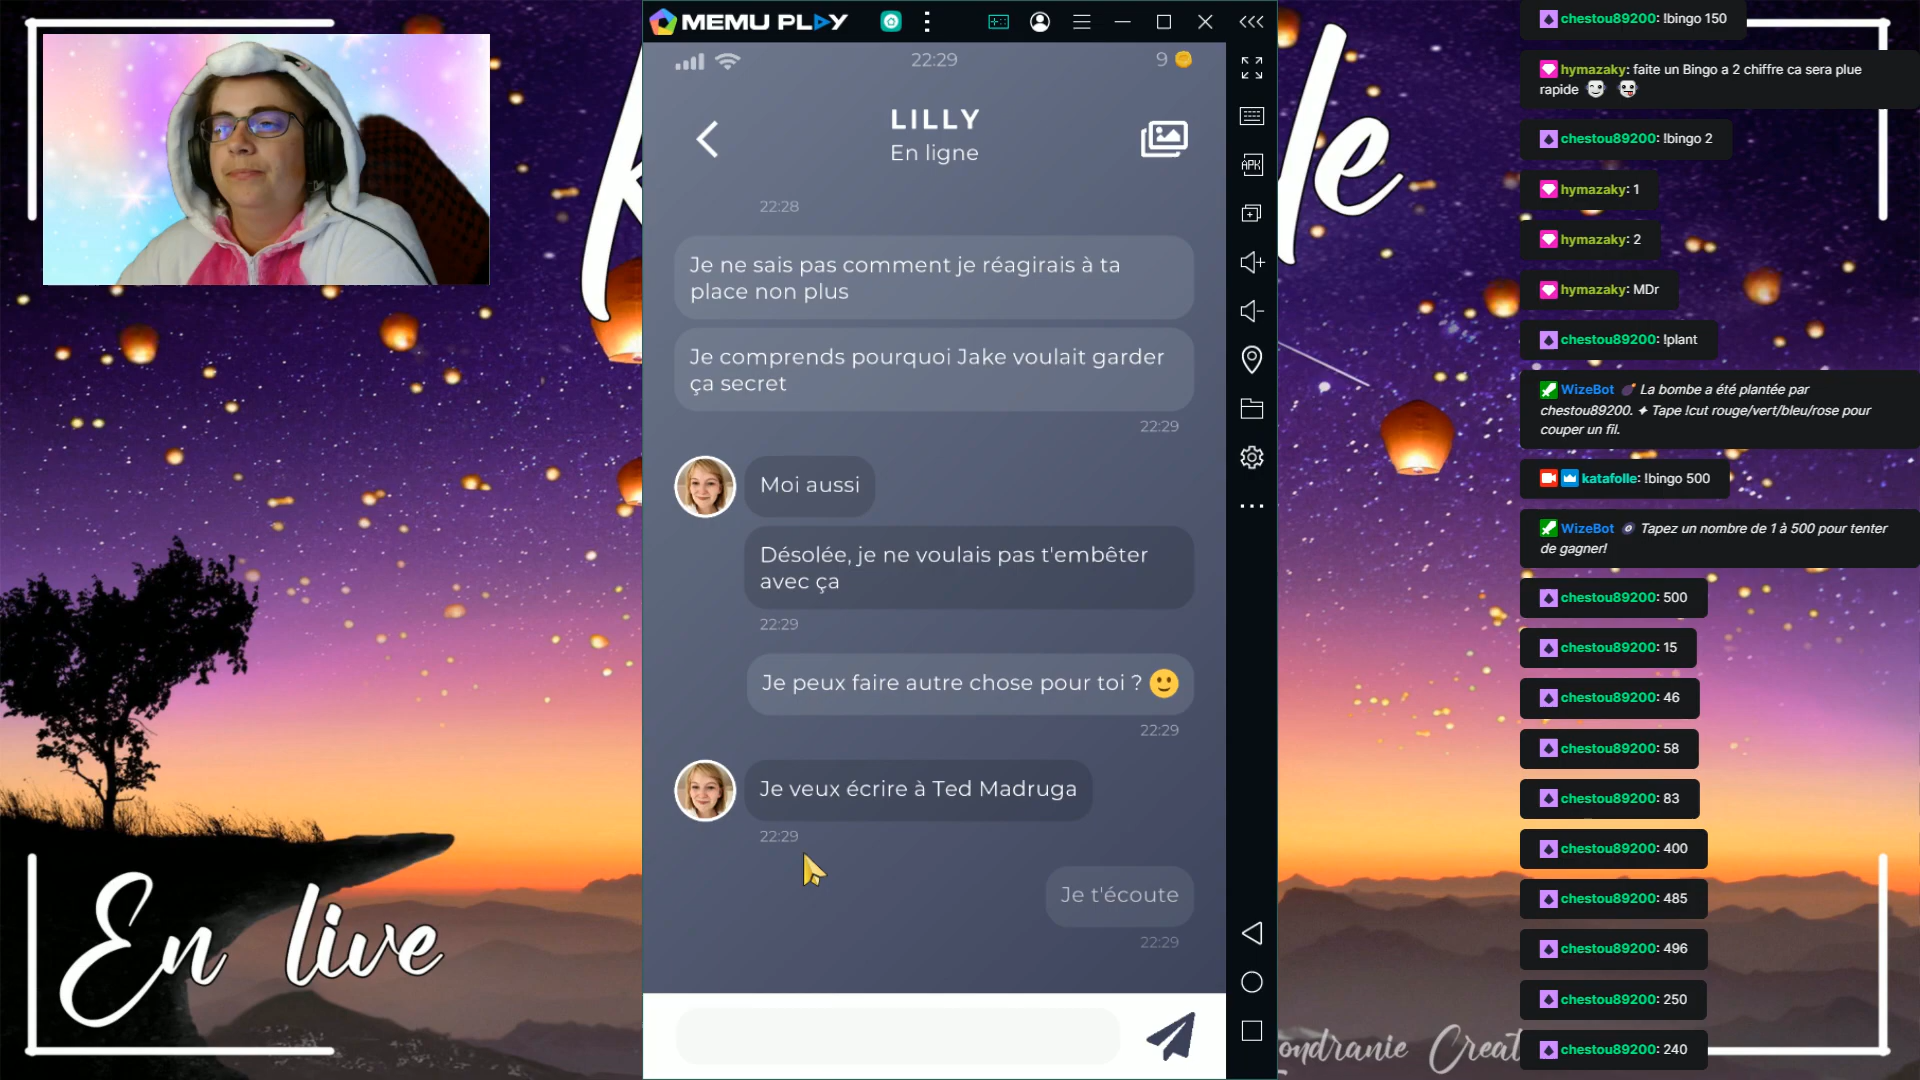 MEMU PLAY
22:29
9
LILLY
En ligne
22:28
Je ne sais pas comment je réagirais à ta
place non plus
Je comprends pourquoi Jake voulait garder
ça secret
22:29
Moi aussi
Désolée, je ne voulais pas t'embêter
avec ça
22:29
Je peux faire autre chose pour toi ?
22:29
Je veux écrire à Ted Madruga
22:29
Je t'écoute
22:29
APK
En live
chestou89200: !bingo 150
hymazaky: faite un Bingo a 2 chiffre ca sera plue
rapide
chestou89200: !bingo 2
hymazaky: 1
hymazaky: 2
hymazaky: MDr
chestou89200: !plant
WizeBot La bombe a été plantée par
chestou89200. ✦ Tape !cut rouge/vert/bleu/rose pour
couper un fil.
katafolle: !bingo 500
WizeBot Tapez un nombre de 1 à 500 pour tenter
de gagner!
chestou89200: 500
chestou89200: 15
chestou89200: 46
chestou89200: 58
chestou89200: 83
chestou89200: 400
chestou89200: 485
chestou89200: 496
chestou89200: 250
chestou89200: 240